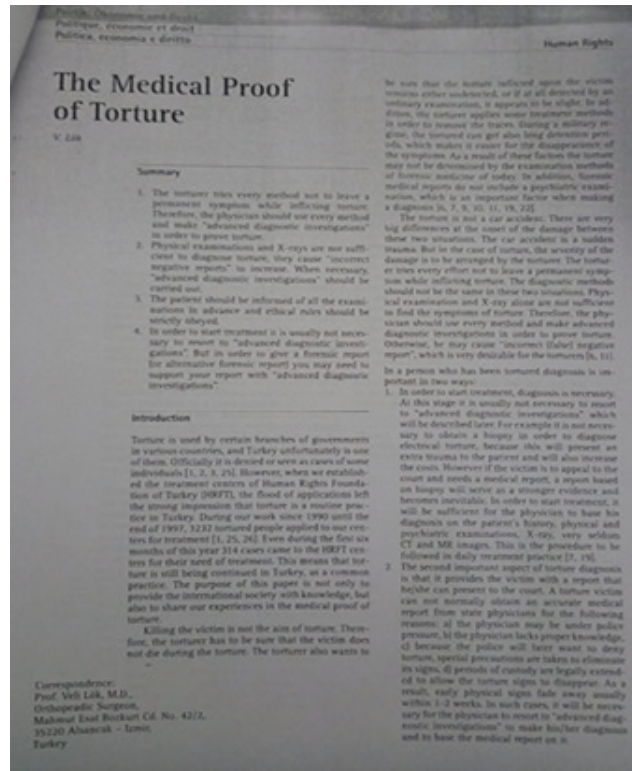 Politik, Ökonomie und Recht
Politique, économie et droit
Politica, economia e diritto
Human Rights
The Medical Proof
of Torture
V. Lök
Summary
1. The torturer tries every method not to leave a
permanent symptom while inflicting torture.
Therefore, the physician should use every method
and make "advanced diagnostic investigations"
in order to prove torture.
2. Physical examinations and X-rays are not suffi-
cient to diagnose torture, they cause "incorrect
negative reports" to increase. When necessary,
"advanced diagnostic investigations" should be
carried out.
3. The patient should be informed of all the exami-
nations in advance and ethical rules should be
strictly obeyed.
4. In order to start treatment it is usually not neces-
sary to resort to "advanced diagnostic investi-
gations". But in order to give a forensic report
(or alternative forensic report) you may need to
support your report with "advanced diagnostic
investigations".
Introduction
Torture is used by certain branches of governments
in various countries, and Turkey unfortunately is one
of them. Officially it is denied or seen as cases of some
individuals [1, 2, 3, 25]. However, when we establish-
ed the treatment centers of Human Rights Founda-
tion of Turkey (HRFT), the flood of applications left
the strong impression that torture is a routine prac-
tice in Turkey. During our work since 1990 until the
end of 1997, 3232 tortured people applied to our cen-
ters for treatment [1, 25, 26]. Even during the first six
months of this year 314 cases came to the HRFT cen-
ters for their need of treatment. This means that tor-
ture is still being continued in Turkey, as a common
practice. The purpose of this paper is not only to
provide the international society with knowledge, but
also to share our experiences in the medical proof of
torture.
Killing the victim is not the aim of torture. There-
fore, the torturer has to be sure that the victim does
not die during the torture. The torturer also wants to
Correspondence:
Prof. Veli Lök, M.D.,
Orthopeadic Surgeon,
Mahmut Esat Bozkurt Cd. No. 42/2,
35220 Alsancak – Izmir,
Turkey
be sure that the torture inflicted upon the victim
remains either undetected, or if at all detected by an
ordinary examination, it appears to be slight. In ad-
dition, the torturer applies some treatment methods
in order to remove the traces. During a military re-
gime, the tortured can get also long detention peri-
ods, which makes it easier for the disappearance of
the symptoms. As a result of these factors the torture
may not be determined by the examination methods
of forensic medicine of today. In addition, forensic
medical reports do not include a psychiatric exami-
nation, which is an important factor when making
a diagnosis
The torture is not a car accident. There are very
big differences at the onset of the damage between
these two situations. The car accident is a sudden
trauma. But in the case of torture, the severity of the
damage is to be arranged by the torturer. The tortur-
er tries every effort not to leave a permanent symp-
tom while inflicting torture. The diagnostic methods
should not be the same in these two situations. Phys-
ical examination and X-ray alone are not sufficient
to find the symptoms of torture. Therefore, the phy-
sician should use every method and make advanced
diagnostic investigations in order to prove torture.
Otherwise, he may cause "incorrect (false) negative
report", which is very desirable for the torturers
In a person who has been tortured diagnosis is im-
portant in two ways:
1. In order to start treatment, diagnosis is necessary.
At this stage it is usually not necessary to resort
to "advanced diagnostic investigations" which
will be described later. For example it is not neces-
sary to obtain a biopsy in order to diagnose
electrical torture, because this will present an
extra trauma to the patient and will also increase
the costs. However if the victim is to appeal to the
court and needs a medical report, a report based
on biopsy will serve as a stronger evidence and
becomes inevitable. In order to start treatment, it
will be sufficient for the physician to base his
diagnosis on the patient's history, physical and
psychiatric examinations, X-ray, very seldom
CT and MR images. This is the procedure to be
followed in daily treatment practice
2. The second important aspect of torture diagnosis
is that it provides the victim with a report that
he/she can present to the court. A torture victim
can not normally obtain an accurate medical
report from state physicians for the following
reasons: a) the physician may be under police
pressure, b) the physician lacks proper knowledge,
c) because the police will later want to deny
torture, special precautions are taken to eliminate
its signs, d) periods of custody are legally extend-
ed to allow the torture signs to disappear. As a
result, early physical signs fade away usually
within 1–2 weeks. In such cases, it will be neces-
sary for the physician to resort to "advanced diag-
nostic investigations" to make his/her diagnosis
and to base the medical report on it.